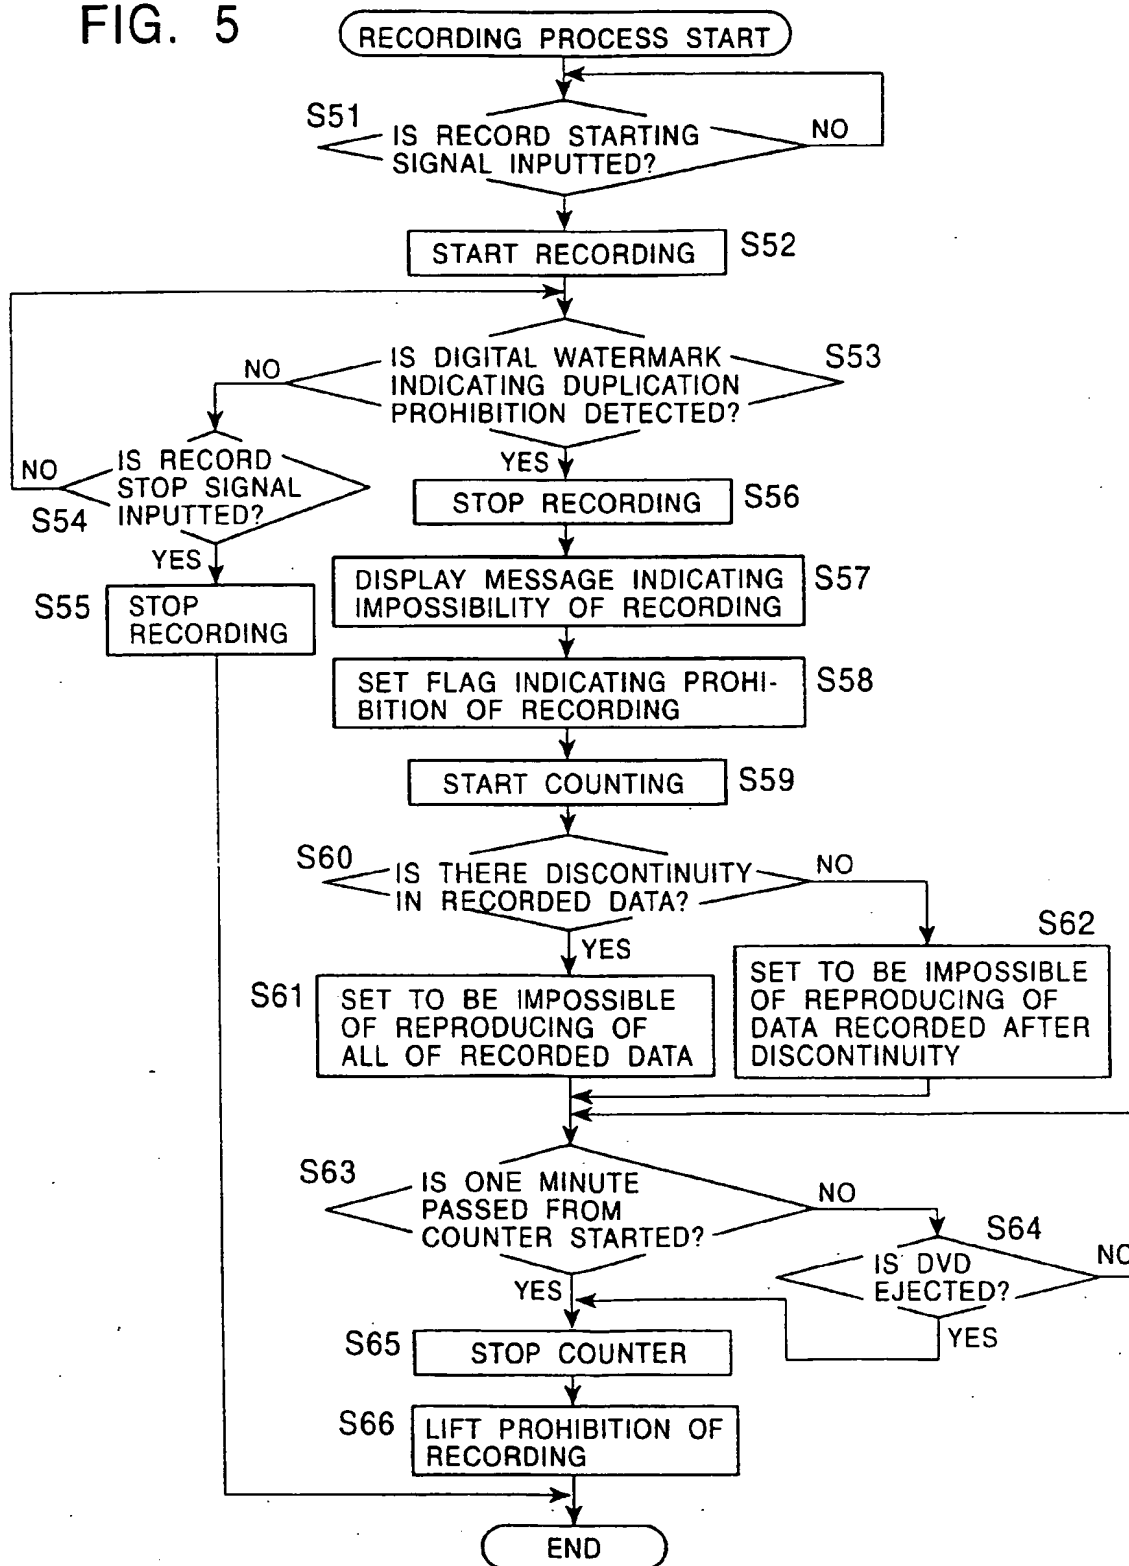 FIG. 5
RECORDING PROCESS START
S51
IS RECORD STARTING
SIGNAL INPUTTED?
NO
START RECORDING
S52
IS DIGITAL WATERMARK
INDICATING DUPLICATION
PROHIBITION DETECTED?
S53
NO
YES
IS RECORD
STOP SIGNAL
INPUTTED?
NO
S54
YES
STOP RECORDING
S56
S55
STOP
RECORDING
DISPLAY MESSAGE INDICATING
IMPOSSIBILITY OF RECORDING
S57
SET FLAG INDICATING PROHI-
BITION OF RECORDING
S58
START COUNTING
S59
S60
IS THERE DISCONTINUITY
IN RECORDED DATA?
NO
YES
S61
SET TO BE IMPOSSIBLE
OF REPRODUCING OF
ALL OF RECORDED DATA
S62
SET TO BE IMPOSSIBLE
OF REPRODUCING OF
DATA RECORDED AFTER
DISCONTINUITY
S63
IS ONE MINUTE
PASSED FROM
COUNTER STARTED?
NO
YES
S64
IS DVD
EJECTED?
NO
YES
S65
STOP COUNTER
S66
LIFT PROHIBITION OF
RECORDING
END